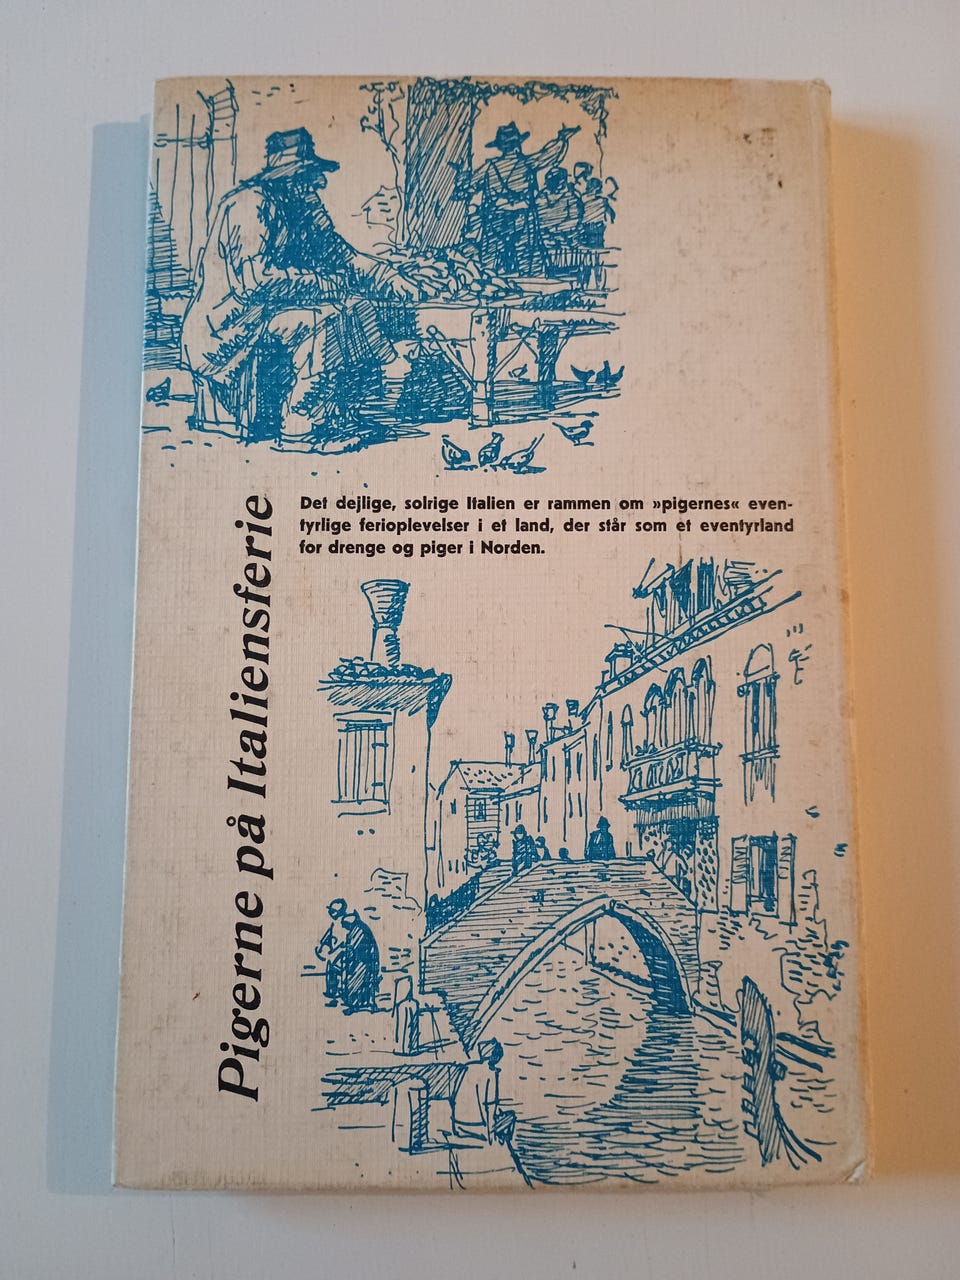 Pigerne på Italiensferie
Det dejlige, solrige Italien er rammen om »pigernes« even-
tyrlige ferioplevelser i et land, der står som et eventyrland
for drenge og piger i Norden.